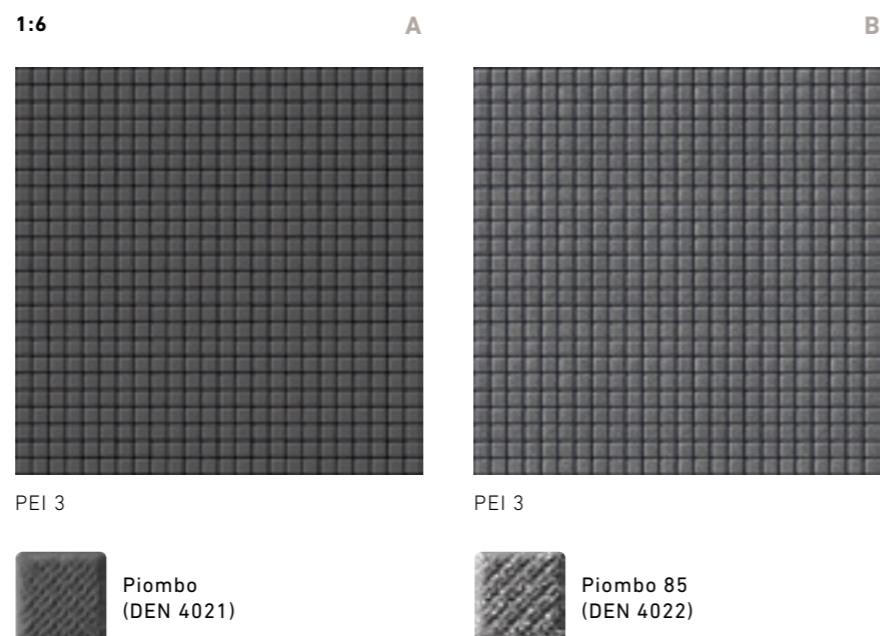 1:6
A
B
PEI 3
PEI 3
Piombo
(DEN 4021)
Piombo 85
(DEN 4022)